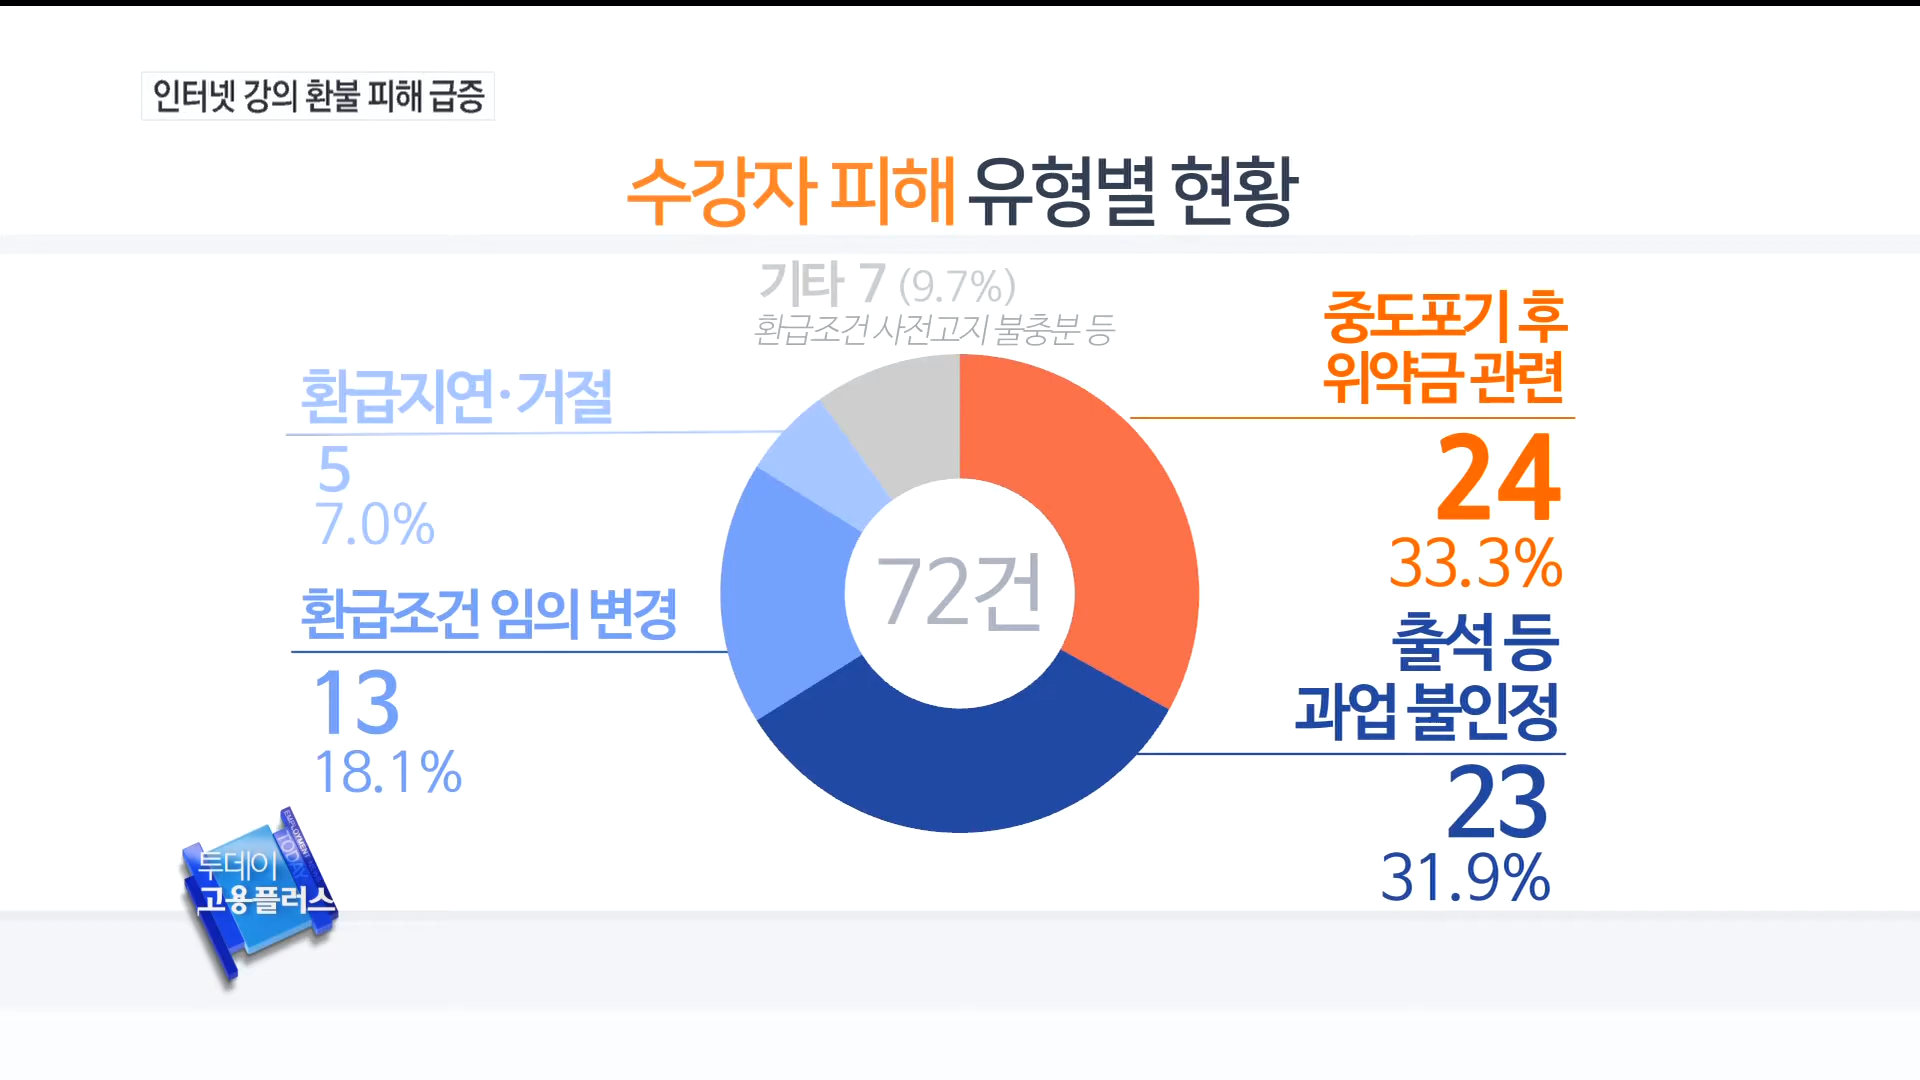 인터넷 강의 환불 피해 급증
수강자 피해 유형별 현황
기타 7 (9.7%)
환급조건 사전고지 불충분 등
중도포기 후
위약금 관련
24
33.3%
환급지연·거절
5
7.0%
72건
환급조건 임의 변경
13
18.1%
출석 등
과업 불인정
23
31.9%
EMPLOYMENT
TODAY
투데이
고용플러스